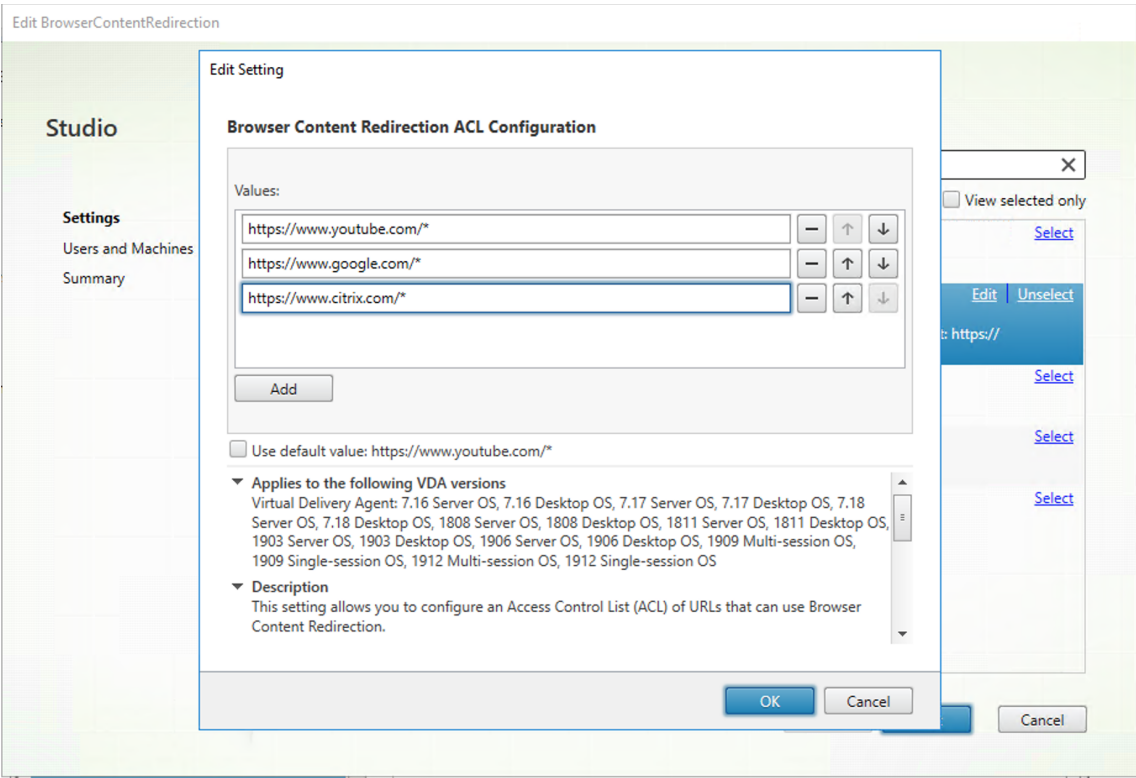 Edit BrowserContentRedirection
Edit Setting
Studio
Browser Content Redirection ACL Configuration
Values:
View selected only
Settings
https://www.youtube.com/*
Select
Users and Machines
https://www.google.com/*
Summary
https://www.citrix.com/*
Edit
Unselect
t: https://
Select
Add
Select
Use default value: https://www.youtube.com/*
Applies to the following VDA versions
Virtual Delivery Agent: 7.16 Server OS, 7.16 Desktop OS, 7.17 Server OS, 7.17 Desktop OS, 7.18
Server OS, 7.18 Desktop OS, 1808 Server OS, 1808 Desktop OS, 1811 Server OS, 1811 Desktop OS,
1903 Server OS, 1903 Desktop OS, 1906 Server OS, 1906 Desktop OS, 1909 Multi-session OS,
1909 Single-session OS, 1912 Multi-session OS, 1912 Single-session OS
Select
Description
This setting allows you to configure an Access Control List (ACL) of URLs that can use Browser
Content Redirection.
OK
Cancel
Cancel